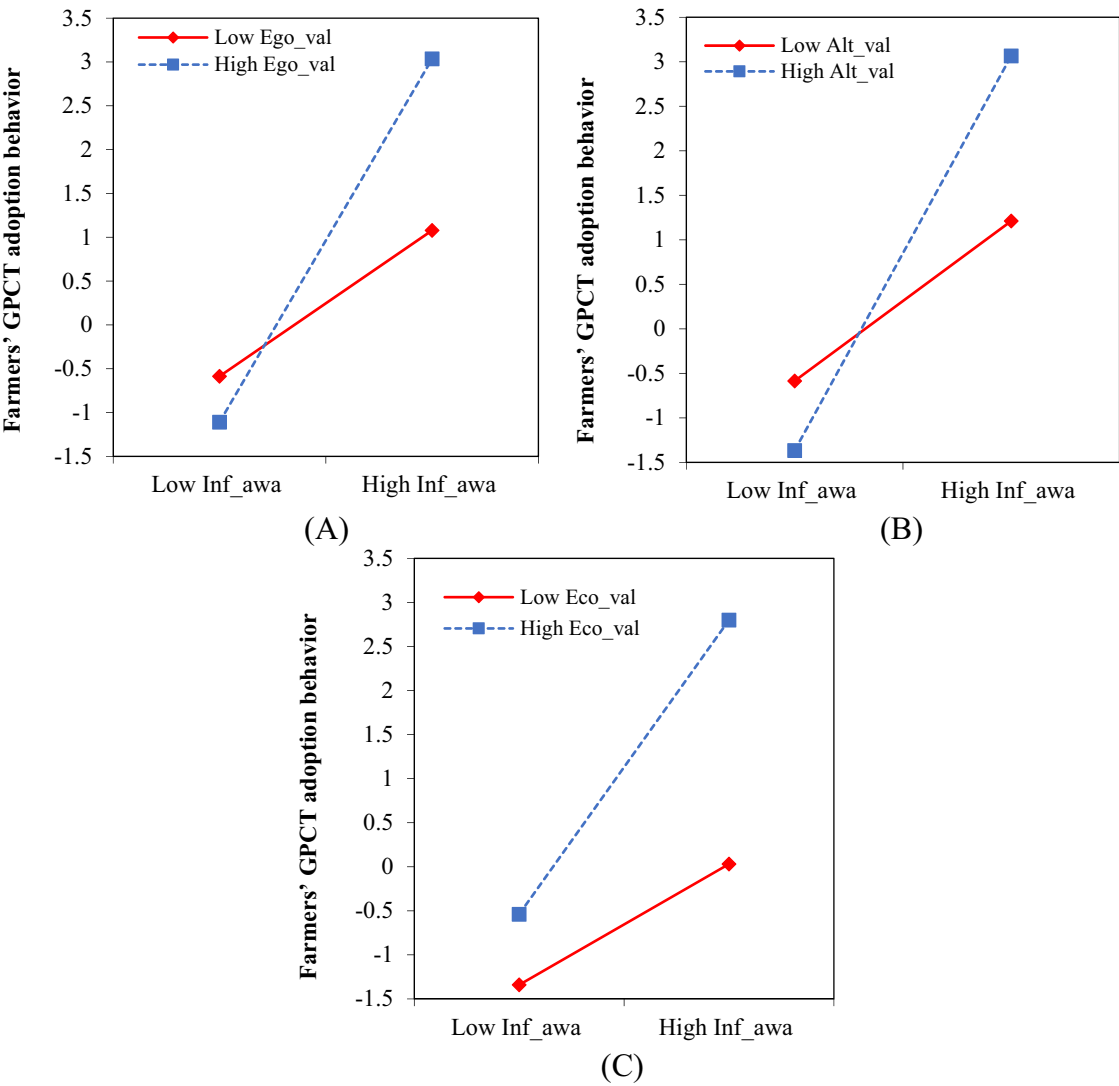 Farmers’ GPCT adoption behavior
3.5
3
2.5
2
1.5
1
0.5
0
-0.5
-1
-1.5
Low Ego_val
High Ego_val
Low Inf_awa High Inf_awa
(A)
Farmers’ GPCT adoption behavior
3.5
3
2.5
2
1.5
1
0.5
0
-0.5
-1
-1.5
Low Alt_val
High Alt_val
Low Inf_awa High Inf_awa
(B)
Farmers’ GPCT adoption behavior
3.5
3
2.5
2
1.5
1
0.5
0
-0.5
-1
-1.5
Low Eco_val
High Eco_val
Low Inf_awa High Inf_awa
(C)